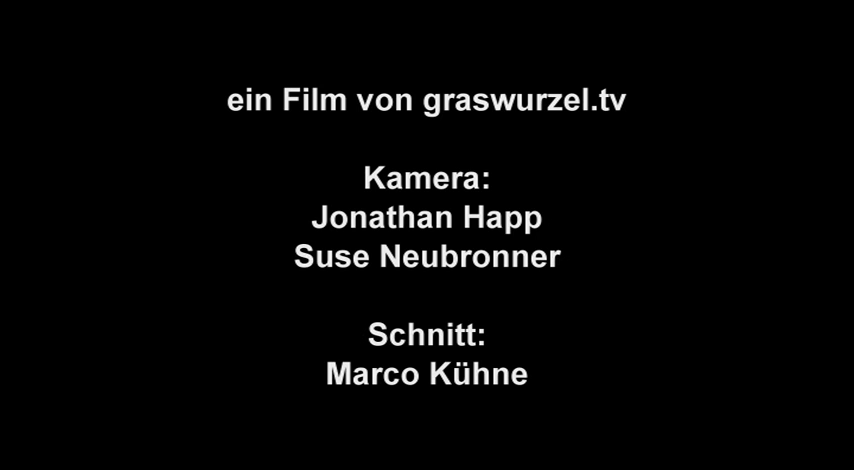 ein Film von graswurzel.tv
Kamera:
Jonathan Happ
Suse Neubronner
Schnitt:
Marco Kühne